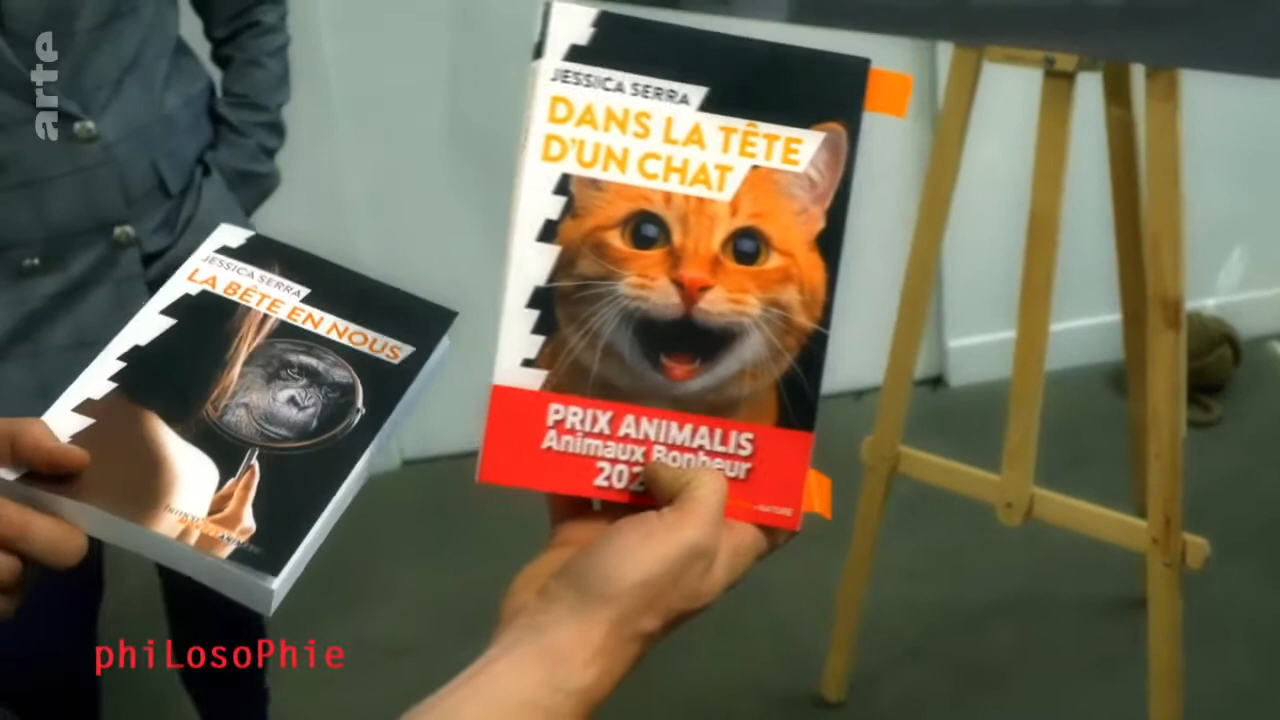 arte
JESSICA SERRA
DANS LA TÊTE
D'UN CHAT
PRIX ANIMALIS
Animaux Bonheur
202
JESSICA SERRA
LA BÊTE EN NOUS
phiLosoPhie